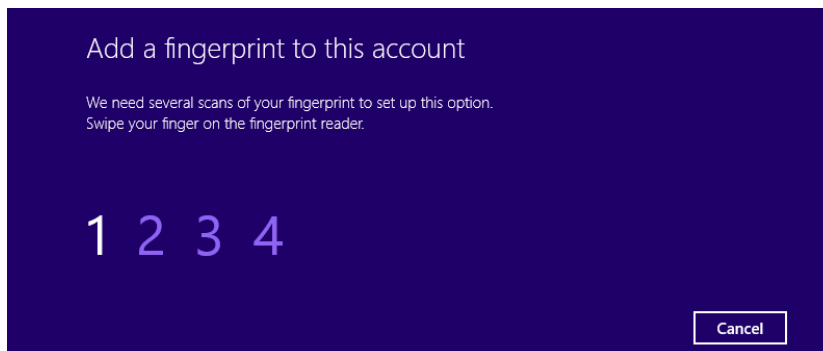 Add a fingerprint to this account
We need several scans of your fingerprint to set up this option.
Swipe your finger on the fingerprint reader.
1 2 3 4
Cancel